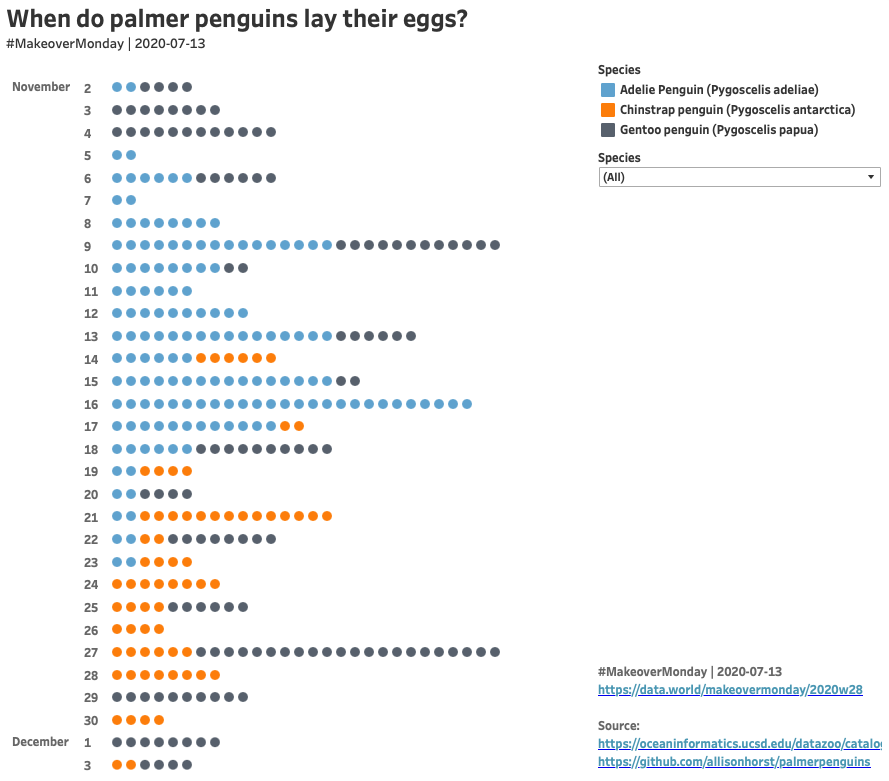 When do palmer penguins lay their eggs?
#MakeoverMonday | 2020-07-13
Species
Adelie Penguin (Pygoscelis adeliae)
Chinstrap penguin (Pygoscelis antarctica)
Gentoo penguin (Pygoscelis papua)
Species
(All)
November 2
3
4
5
6
7
8
9
10
11
12
13
14
15
16
17
18
19
20
21
22
23
24
25
26
27
28
29
30
December 1
3
#MakeoverMonday | 2020-07-13
https://data.world/makeovermonday/2020w28
Source:
https://oceaninformatics.ucsd.edu/datazoo/catalo
https://github.com/allisonhorst/palmerpenguins